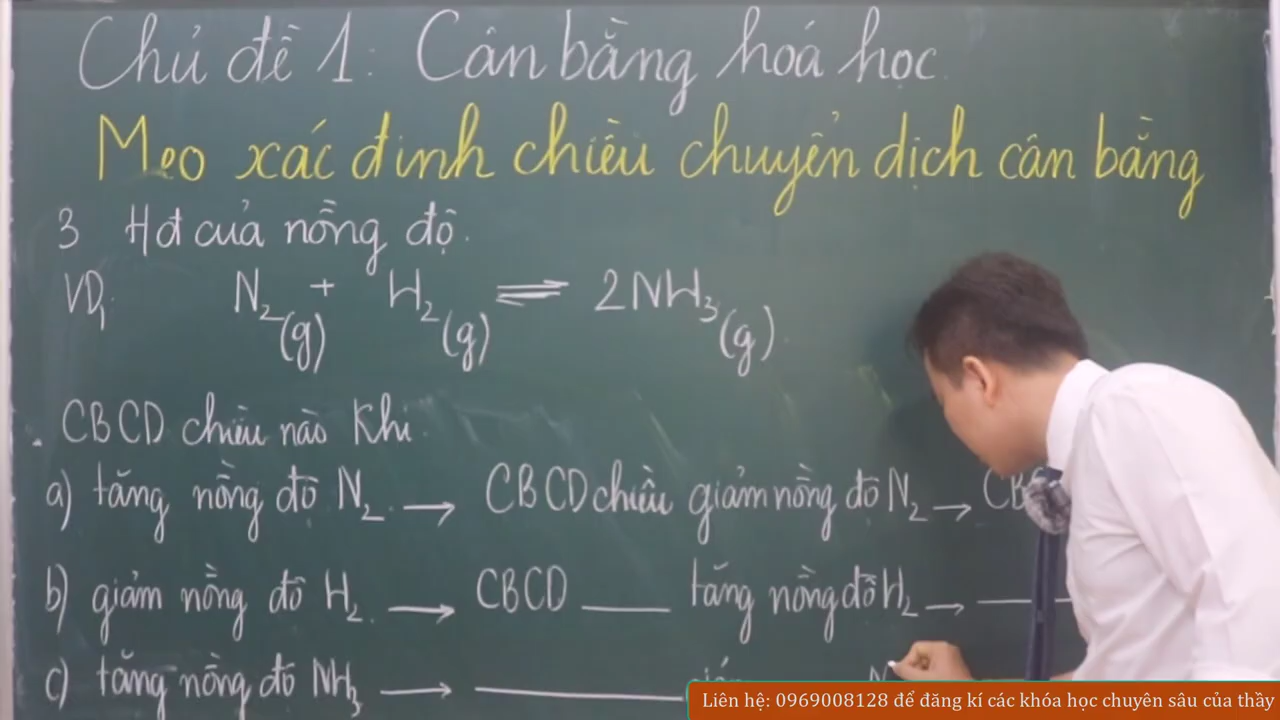 Chủ đề 1: Cân bằng hoá học.
Mẹo xác định chiều chuyển dịch cân bằng
3 Hđ của nồng độ.
VD1: N2(g) + H2(g) ⇌ 2NH3(g).
CBCD chiều nào khi.
a) tăng nồng độ N2. → CBCD chiều giảm nồng độ N2 →
b) giảm nồng độ H2. → CBCD ___ tăng nồng độ H2 → ___
c) tăng nồng độ NH3 → ___
Liên hệ: 0969008128 để đăng kí các khóa học chuyên sâu của thầy